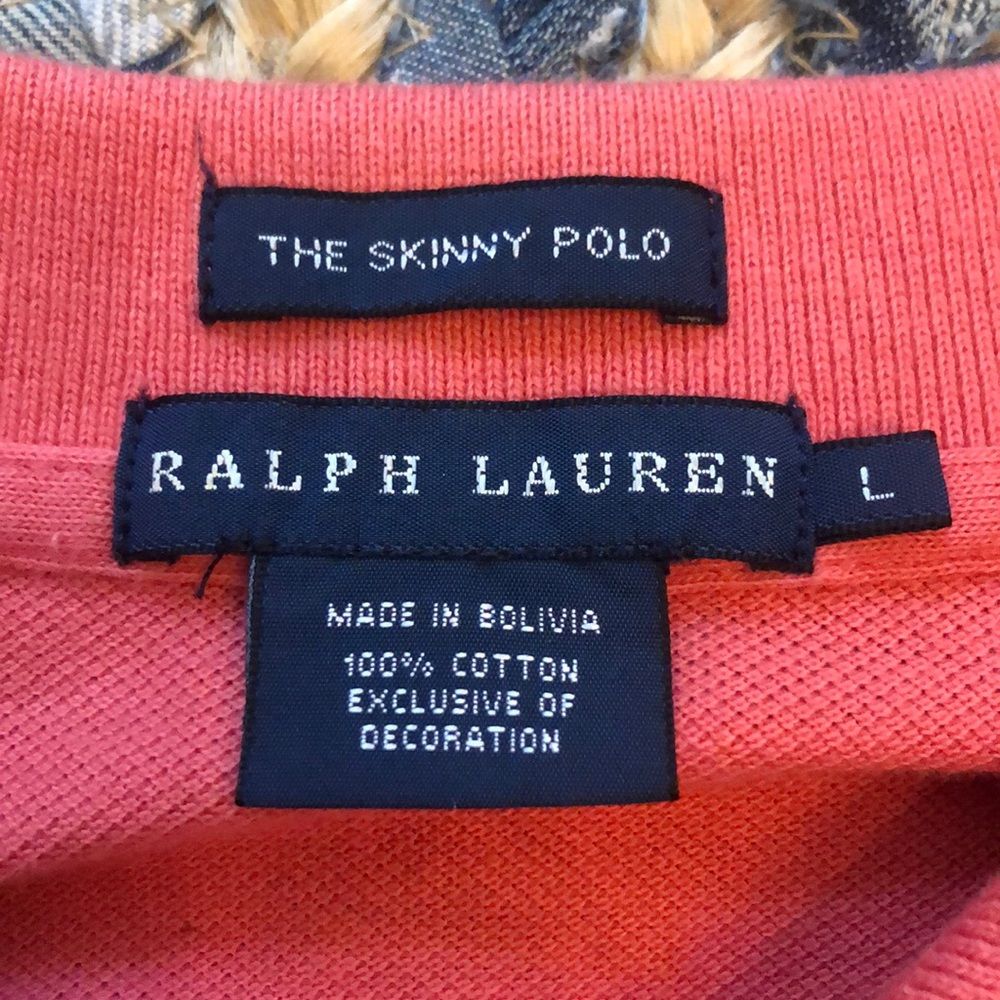 THE SKINNY POLO
RALPH LAUREN
L
MADE IN BOLIVIA
100% COTTON
EXCLUSIVE OF
DECORATION